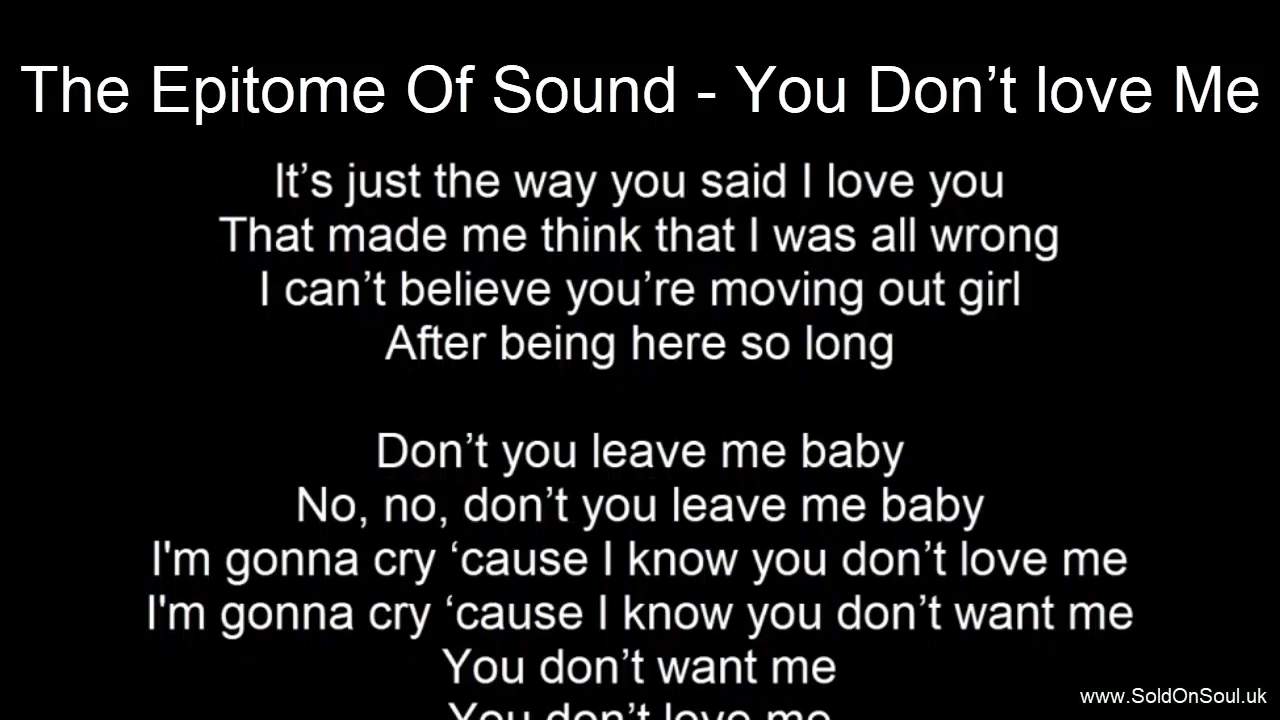 The Epitome Of Sound - You Don’t love Me
It’s just the way you said I love you
That made me think that I was all wrong
I can’t believe you’re moving out girl
After being here so long
Don’t you leave me baby
No, no, don’t you leave me baby
I'm gonna cry ‘cause I know you don’t love me
I'm gonna cry ‘cause I know you don’t want me
You don’t want me
You don’t love me
www.SoldOnSoul.uk